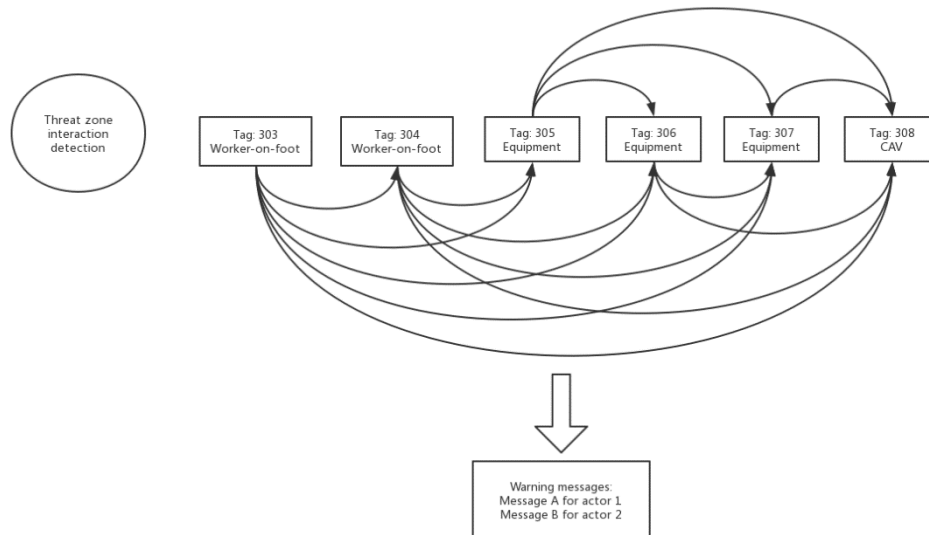 Threat zone
interaction
detection
Tag: 303
Worker-on-foot
Tag: 304
Worker-on-foot
Tag: 305
Equipment
Tag: 306
Equipment
Tag: 307
Equipment
Tag: 308
CAV
Warning messages:
Message A for actor 1
Message B for actor 2